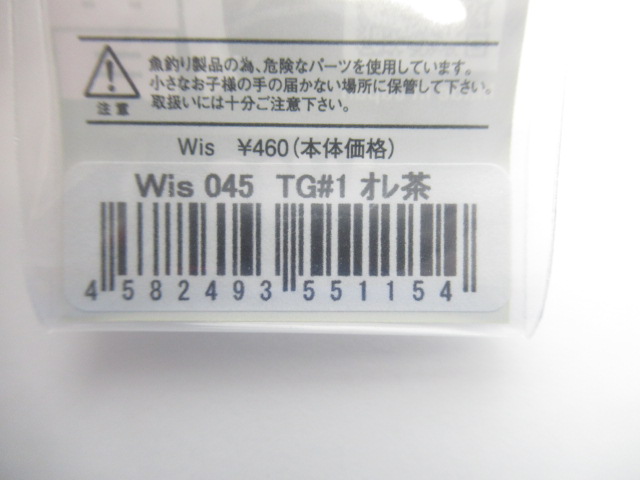 魚釣り製品の為、危険なパーツを使用しています。
小さなお子様の手の届かない場所に保管して下さい。
取扱いには十分ご注意下さい。
注意
Wis ¥460(本体価格)
Wis 045 TG#1 オレ茶
4 582493 551154